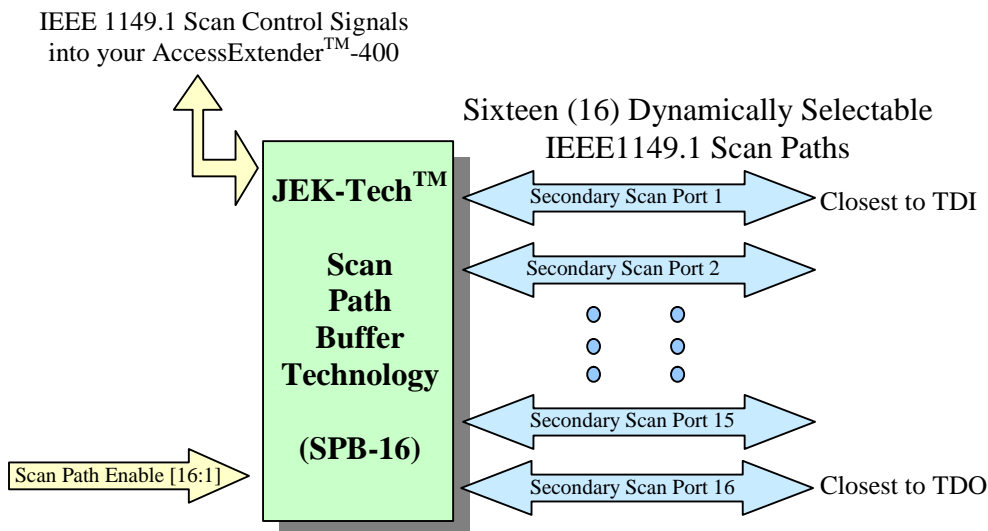 IEEE 1149.1 Scan Control Signals
into your AccessExtender™-400
Sixteen (16) Dynamically Selectable
IEEE1149.1 Scan Paths
JEK-Tech™
Scan
Path
Buffer
Technology
(SPB-16)
Secondary Scan Port 1
Closest to TDI
Secondary Scan Port 2
Secondary Scan Port 15
Secondary Scan Port 16
Closest to TDO
Scan Path Enable [16:1]